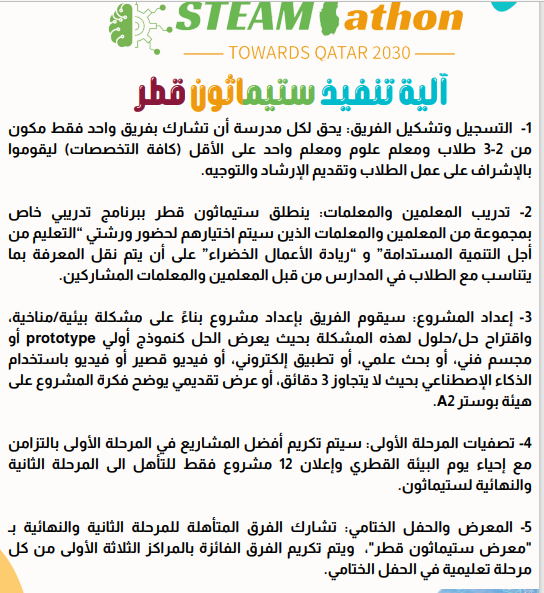 STEAM athon
TOWARDS QATAR 2030
آلية تنفيذ ستيماثون قطر
1- التسجيل وتشكيل الفريق: يحق لكل مدرسة أن تشارك بفريق واحد فقط مكون
من 2-3 طلاب ومعلم علوم ومعلم واحد على الأقل (كافة التخصصات) ليقوموا
بالإشراف على عمل الطلاب وتقديم الإرشاد والتوجيه.
2- تدريب المعلمين والمعلمات: ينطلق ستيماثون قطر ببرنامج تدريبي خاص
بمجموعة من المعلمين والمعلمات الذين سيتم اختيارهم لحضور ورشتي "التعليم من
أجل التنمية المستدامة" و "ريادة الأعمال الخضراء" على أن يتم نقل المعرفة بما
يتناسب مع الطلاب في المدارس من قبل المعلمين والمعلمات المشاركين.
3- إعداد المشروع: سيقوم الفريق بإعداد مشروع بناءً على مشكلة بيئية/مناخية،
واقتراح حل/حلول لهذه المشكلة بحيث يعرض الحل كنموذج أولي prototype أو
مجسم فني، أو بحث علمي، أو تطبيق إلكتروني، أو فيديو قصير أو فيديو باستخدام
الذكاء الإصطناعي بحيث لا يتجاوز 3 دقائق، أو عرض تقديمي يوضح فكرة المشروع على
هيئة بوستر A2.
4- تصفيات المرحلة الأولى: سيتم تكريم أفضل المشاريع في المرحلة الأولى بالتزامن
مع إحياء يوم البيئة القطري وإعلان 12 مشروع فقط للتأهل الى المرحلة الثانية
والنهائية لستيماثون.
5- المعرض والحفل الختامي: تشارك الفرق المتأهلة للمرحلة الثانية والنهائية بـ
"معرض ستيماثون قطر"، ويتم تكريم الفرق الفائزة بالمراكز الثلاثة الأولى من كل
مرحلة تعليمية في الحفل الختامي.